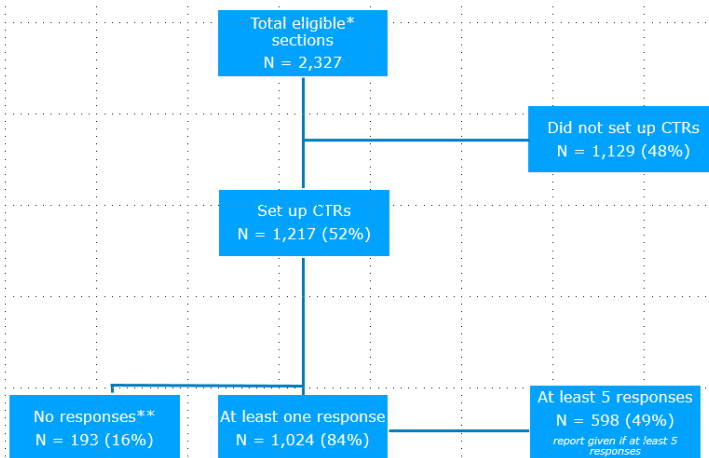 Total eligible*
sections
N = 2,327
Did not set up CTRs
N = 1,129 (48%)
Set up CTRs
N = 1,217 (52%)
No responses**
N = 193 (16%)
At least one response
N = 1,024 (84%)
At least 5 responses
N = 598 (49%)
report given if at least 5
responses